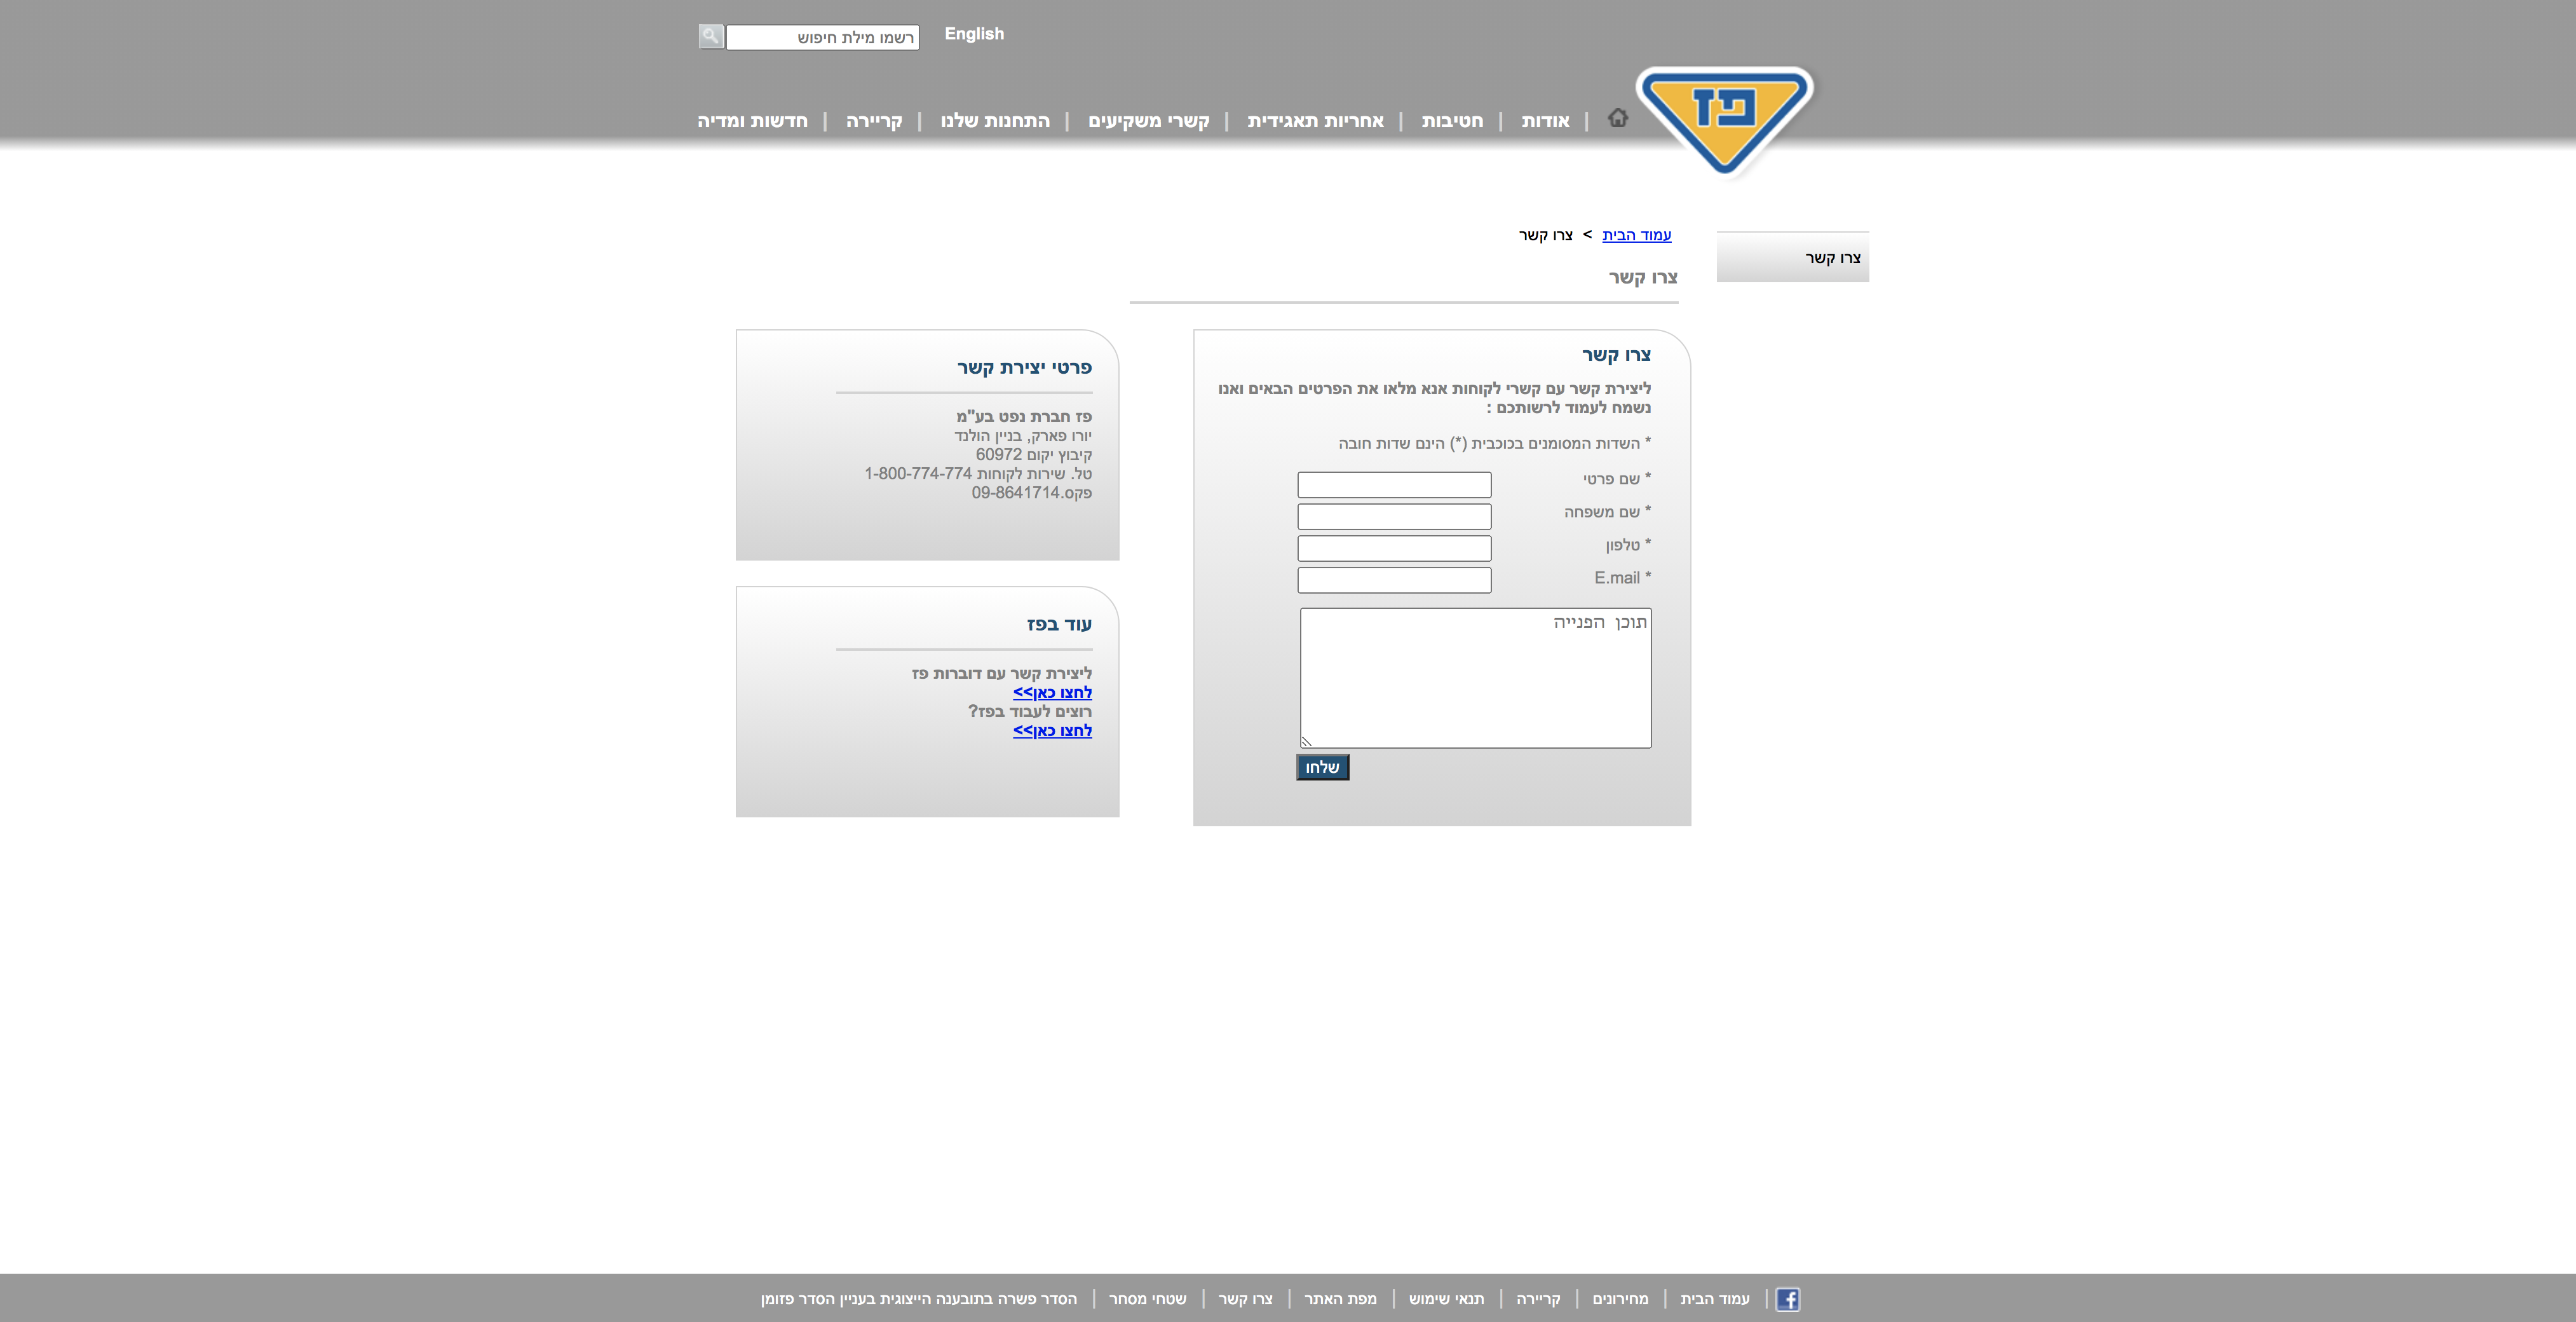 English
רשמו מילת חיפוש
פז
אודות | חטיבות | אחריות תאגידית | קשרי משקיעים | התחנות שלנו | קריירה | חדשות ומדיה
צרו קשר
עמוד הבית > צרו קשר
צרו קשר
צרו קשר
ליצירת קשר עם קשרי לקוחות אנא מלאו את הפרטים הבאים ואנו
נשמח לעמוד לרשותכם :
* השדות המסומנים בכוכבית (*) הינם שדות חובה
* שם פרטי
* שם משפחה
* טלפון
* E.mail
תוכן הפנייה
שלחו
פרטי יצירת קשר
פז חברת נפט בע"מ
יורו פארק, בניין הולנד
קיבוץ יקום 60972
טל. שירות לקוחות 1-800-774-774
פקס.09-8641714
עוד בפז
ליצירת קשר עם דוברות פז
לחצו כאן>>
רוצים לעבוד בפז?
לחצו כאן>>
עמוד הבית | מחירונים | קריירה | תנאי שימוש | מפת האתר | צרו קשר | שטחי מסחר | הסדר פשרה בתובענה הייצוגית בעניין הסדר פזומן